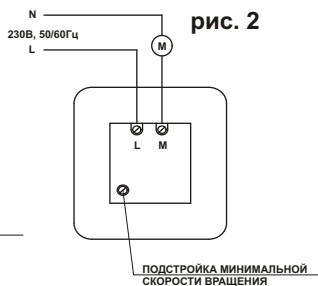 рис. 2
N
230В, 50/60Гц
L
M
L M
ПОДСТРОЙКА МИНИМАЛЬНОЙ
СКОРОСТИ ВРАЩЕНИЯ